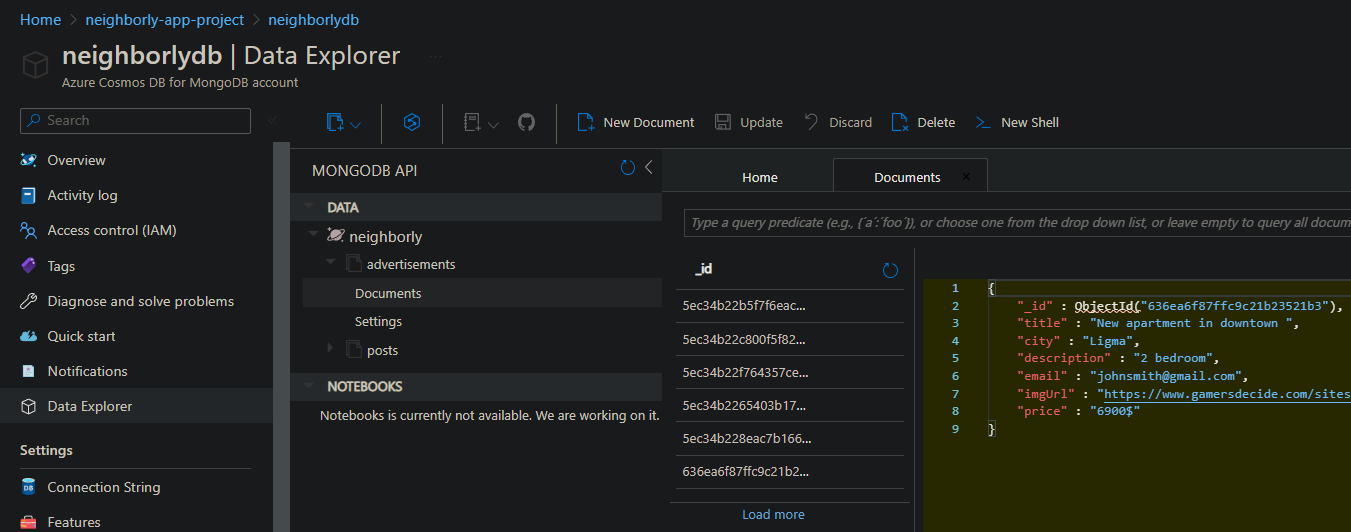 Home > neighborly-app-project > neighborlydb
neighborlydb | Data Explorer ...
Azure Cosmos DB for MongoDB account
Search
New Document Update Discard Delete New Shell
Overview
Activity log
Access control (IAM)
Tags
Diagnose and solve problems
Quick start
Notifications
Data Explorer
Settings
Connection String
Features
MONGODB API
DATA
neighborly
advertisements
Documents
Settings
posts
NOTEBOOKS
Notebooks is currently not available. We are working on it.
Home Documents
Type a query predicate (e.g., {´a´:´foo´}), or choose one from the drop down list, or leave empty to query all docum
_id
5ec34b22b5f7f6eac...
5ec34b22c800f5f82...
5ec34b22f764357ce...
5ec34b2265403b17...
5ec34b228eac7b166...
636ea6f87ffc9c21b2...
Load more
1 {
2 "_id" : ObjectId("636ea6f87ffc9c21b23521b3"),
3 "title" : "New apartment in downtown ",
4 "city" : "Ligma",
5 "description" : "2 bedroom",
6 "email" : "johnsmith@gmail.com",
7 "imgUrl" : "https://www.gamersdecide.com/sites
8 "price" : "6900$"
9 }